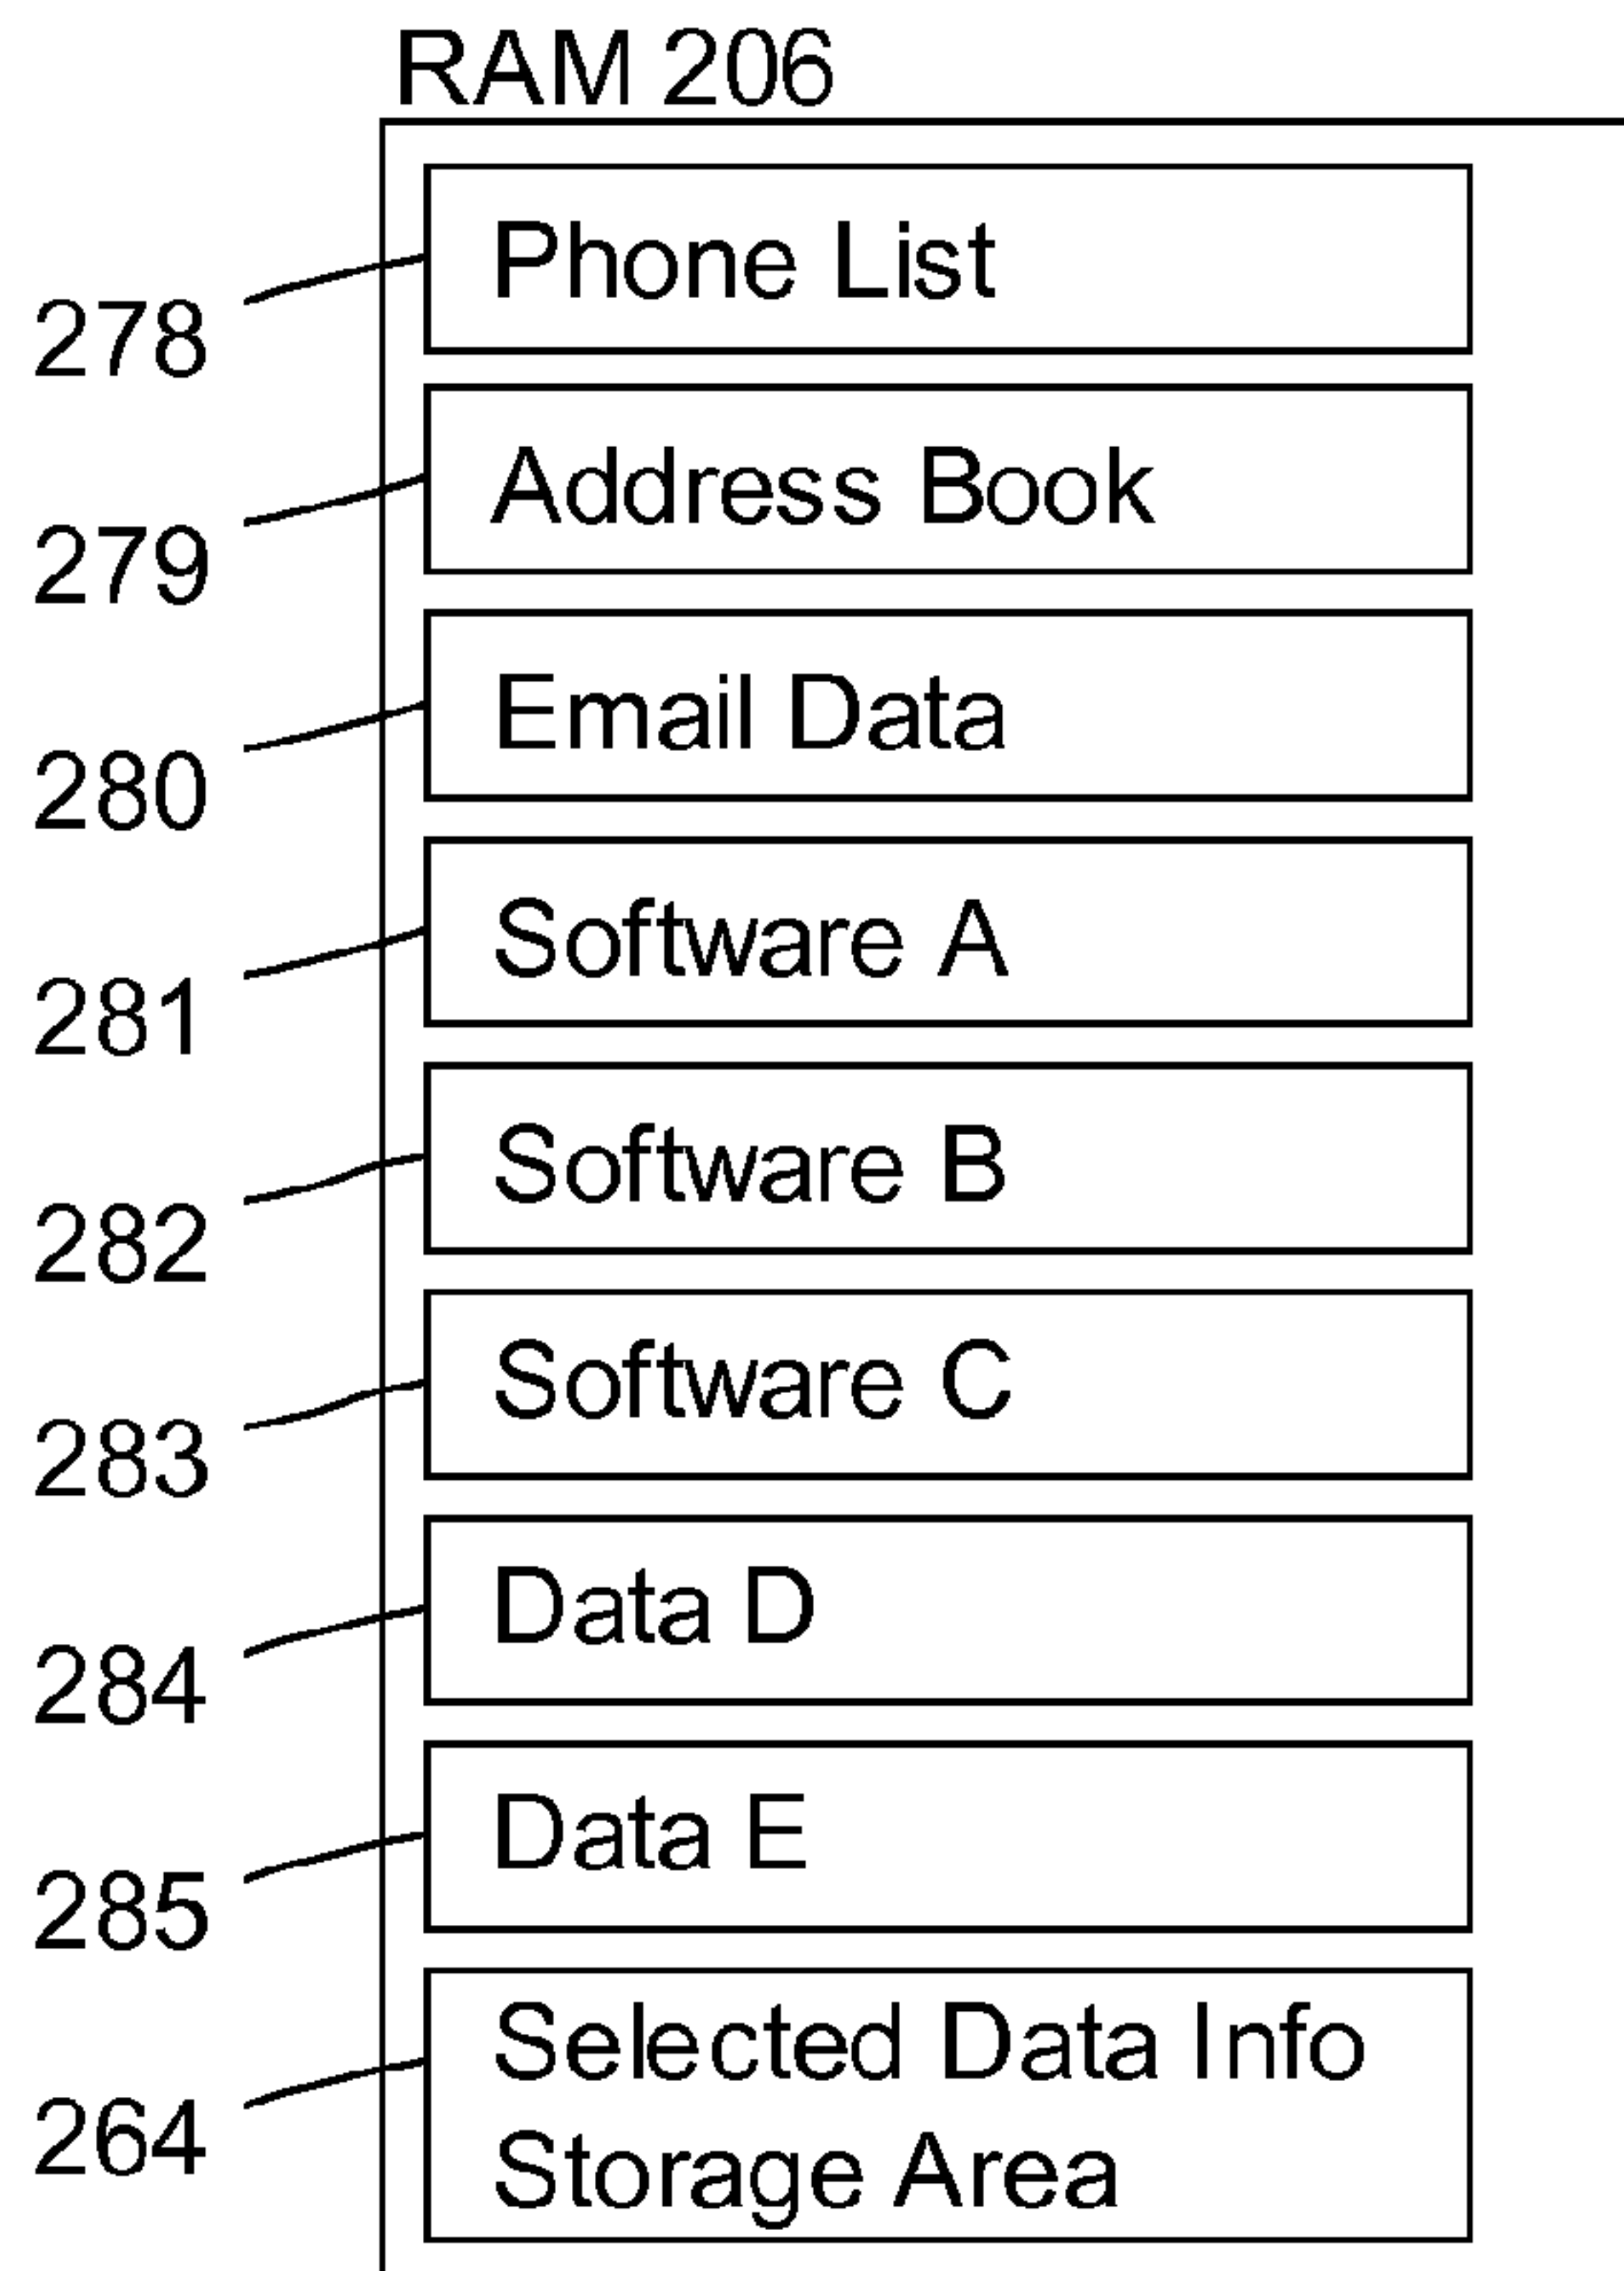 RAM 206
278 Phone List
279 Address Book
280 Email Data
281 Software A
282 Software B
283 Software C
284 Data D
285 Data E
264 Selected Data Info
Storage Area